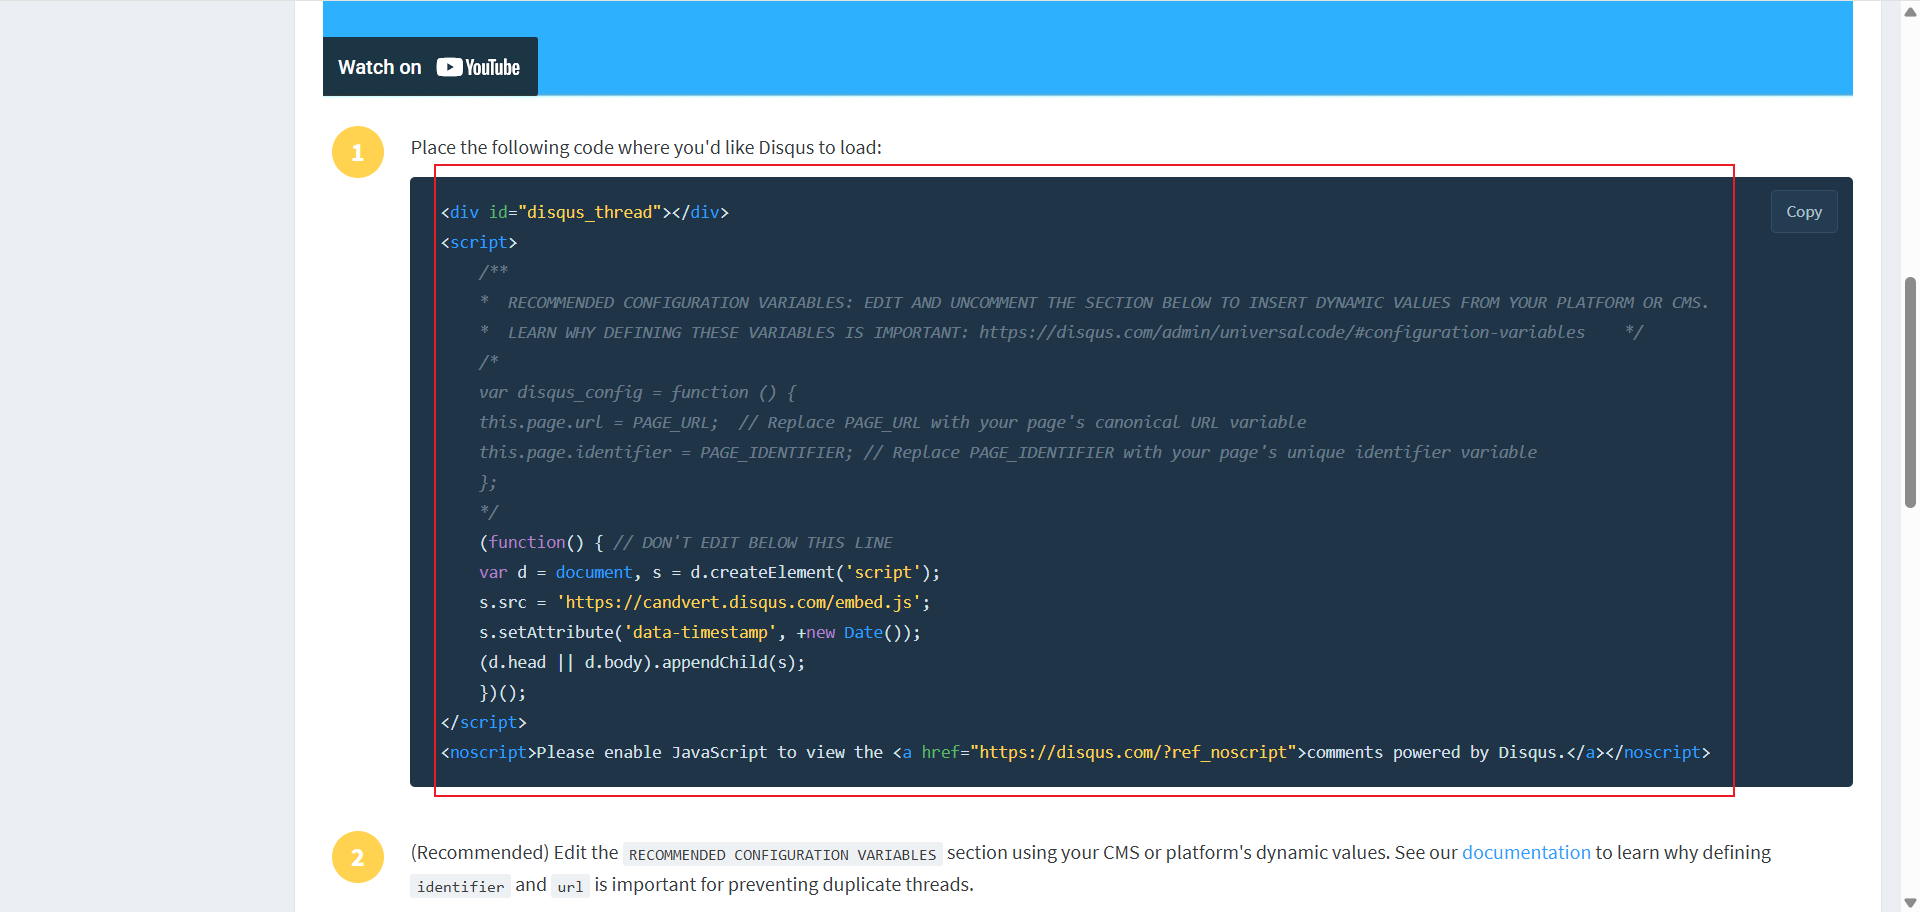 Watch on YouTube
1
Place the following code where you'd like Disqus to load:
Copy
<div id="disqus_thread"></div>
<script>
    /**
    *  RECOMMENDED CONFIGURATION VARIABLES: EDIT AND UNCOMMENT THE SECTION BELOW TO INSERT DYNAMIC VALUES FROM YOUR PLATFORM OR CMS.
    *  LEARN WHY DEFINING THESE VARIABLES IS IMPORTANT: https://disqus.com/admin/universalcode/#configuration-variables    */
    /*
    var disqus_config = function () {
    this.page.url = PAGE_URL;  // Replace PAGE_URL with your page's canonical URL variable
    this.page.identifier = PAGE_IDENTIFIER; // Replace PAGE_IDENTIFIER with your page's unique identifier variable
    };
    */
    (function() { // DON'T EDIT BELOW THIS LINE
    var d = document, s = d.createElement('script');
    s.src = 'https://candvert.disqus.com/embed.js';
    s.setAttribute('data-timestamp', +new Date());
    (d.head || d.body).appendChild(s);
    })();
</script>
<noscript>Please enable JavaScript to view the <a href="https://disqus.com/?ref_noscript">comments powered by Disqus.</a></noscript>
2
(Recommended) Edit the RECOMMENDED CONFIGURATION VARIABLES section using your CMS or platform's dynamic values. See our documentation to learn why defining
identifier and url is important for preventing duplicate threads.